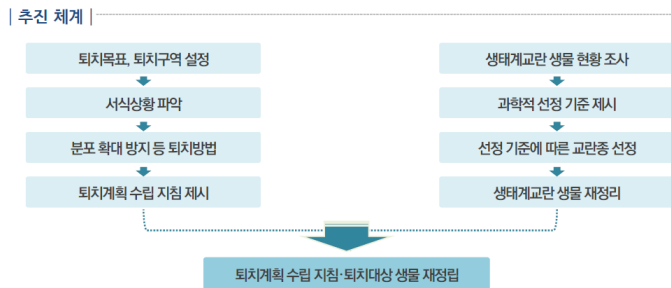 추진 체계
퇴치목표, 퇴치구역 설정
서식상황 파악
분포 확대 방지 등 퇴치방법
퇴치계획 수립 지침 제시
생태계교란 생물 현황 조사
과학적 선정 기준 제시
선정 기준에 따른 교란종 선정
생태계교란 생물 재정리
퇴치계획 수립 지침·퇴치대상 생물 재정립